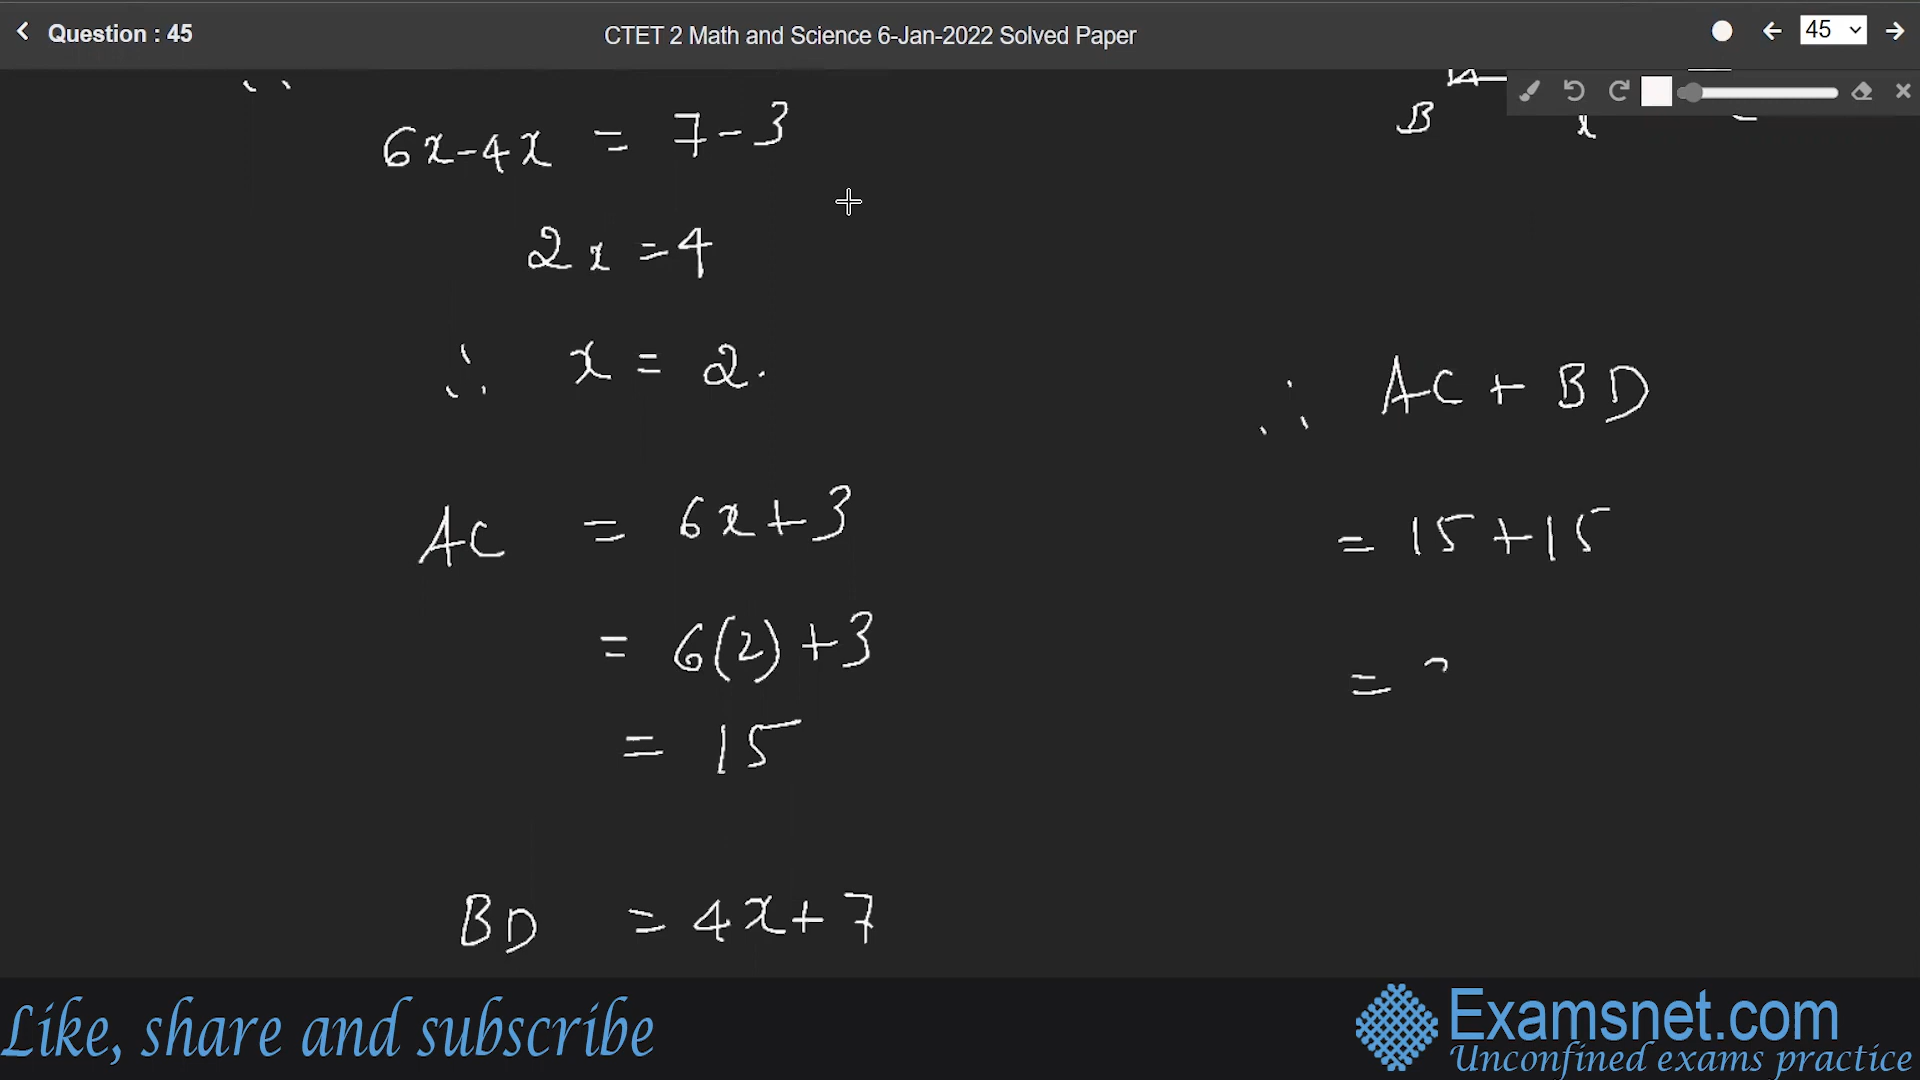 Question : 45
CTET 2 Math and Science 6-Jan-2022 Solved Paper
45
6x-4x = 7-3
2x = 4
∴ x = 2.
AC = 6x+3
= 6(2)+3
= 15
BD = 4x+7
B x
∴ AC + BD
= 15+15
=
Like, share and subscribe
Examsnet.com
Unconfined exams practice